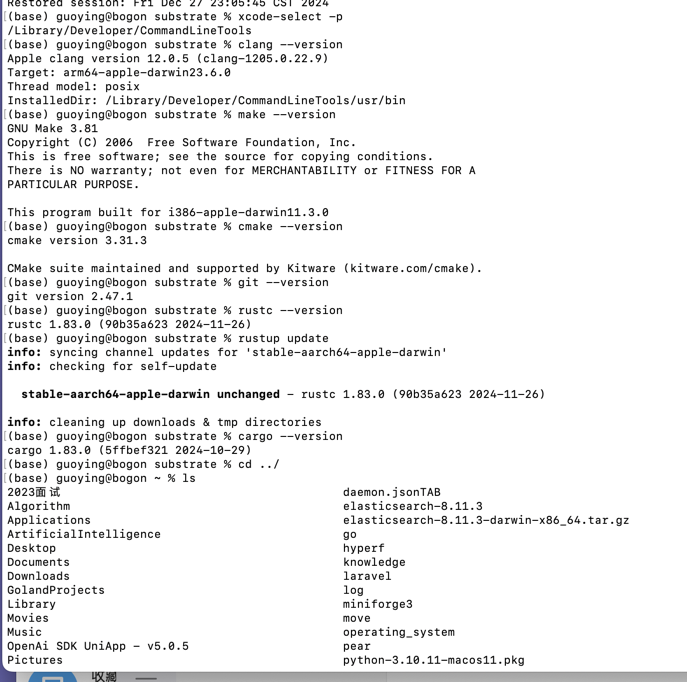 Restored session: Fri Dec 27 23:05:45 CST 2024
(base) guoying@bogon substrate % xcode-select -p
/Library/Developer/CommandLineTools
(base) guoying@bogon substrate % clang --version
Apple clang version 12.0.5 (clang-1205.0.22.9)
Target: arm64-apple-darwin23.6.0
Thread model: posix
InstalledDir: /Library/Developer/CommandLineTools/usr/bin
(base) guoying@bogon substrate % make --version
GNU Make 3.81
Copyright (C) 2006  Free Software Foundation, Inc.
This is free software; see the source for copying conditions.
There is NO warranty; not even for MERCHANTABILITY or FITNESS FOR A
PARTICULAR PURPOSE.

This program built for i386-apple-darwin11.3.0
(base) guoying@bogon substrate % cmake --version
cmake version 3.31.3

CMake suite maintained and supported by Kitware (kitware.com/cmake).
(base) guoying@bogon substrate % git --version
git version 2.47.1
(base) guoying@bogon substrate % rustc --version
rustc 1.83.0 (90b35a623 2024-11-26)
(base) guoying@bogon substrate % rustup update
info: syncing channel updates for 'stable-aarch64-apple-darwin'
info: checking for self-update

  stable-aarch64-apple-darwin unchanged - rustc 1.83.0 (90b35a623 2024-11-26)

info: cleaning up downloads & tmp directories
(base) guoying@bogon substrate % cargo --version
cargo 1.83.0 (5ffbef321 2024-10-29)
(base) guoying@bogon substrate % cd ../
(base) guoying@bogon ~ % ls
2023面试 daemon.jsonTAB
Algorithm elasticsearch-8.11.3
Applications elasticsearch-8.11.3-darwin-x86_64.tar.gz
ArtificialIntelligence go
Desktop hyperf
Documents knowledge
Downloads laravel
GolandProjects log
Library miniforge3
Movies move
Music operating_system
OpenAi SDK UniApp - v5.0.5 pear
Pictures python-3.10.11-macos11.pkg
收藏